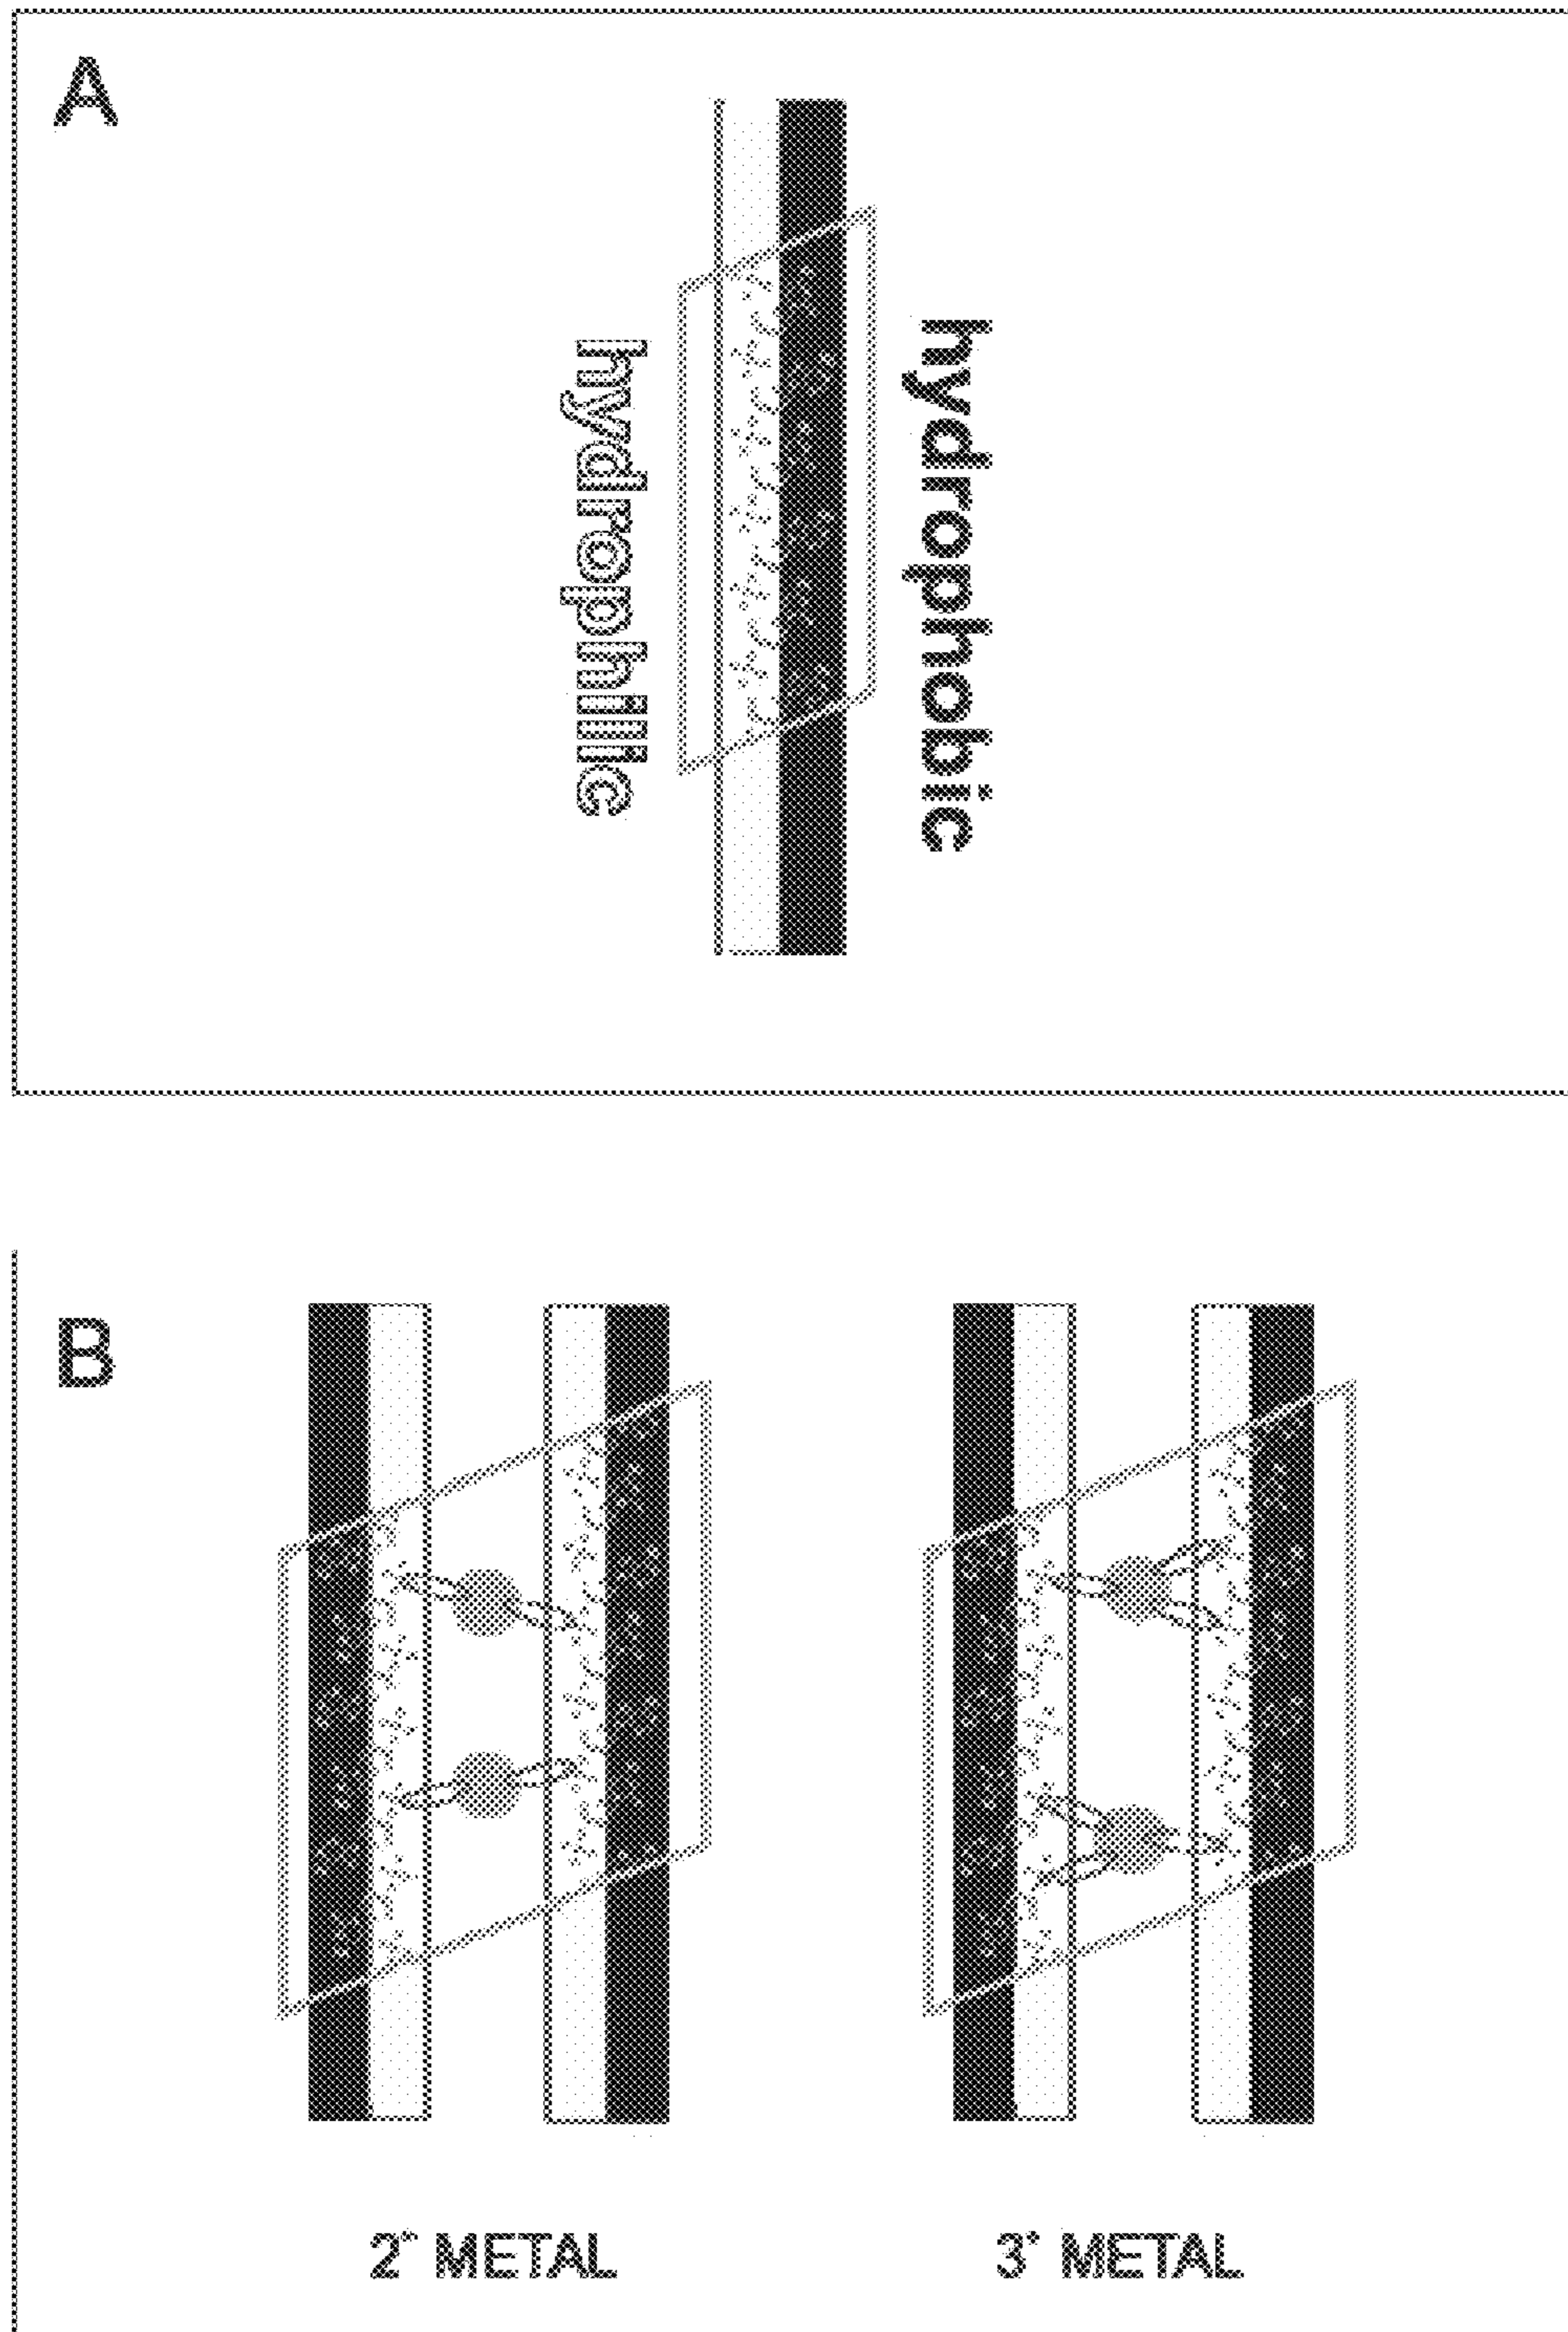 A
hydrophilic
hydrophobic
B
2+ METAL
3+ METAL